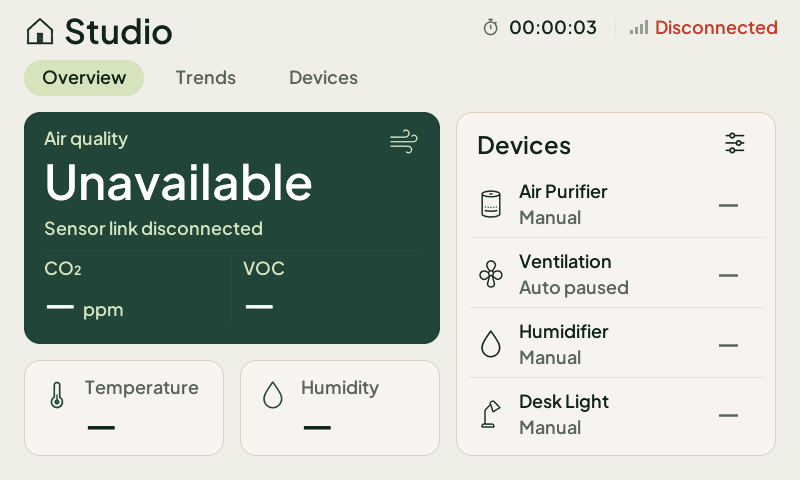 Studio
00:00:03
Disconnected
Overview
Trends
Devices
Air quality
Unavailable
Sensor link disconnected
CO₂
— ppm
VOC
—
Temperature
—
Humidity
—
Devices
Air Purifier
Manual
—
Ventilation
Auto paused
—
Humidifier
Manual
—
Desk Light
Manual
—